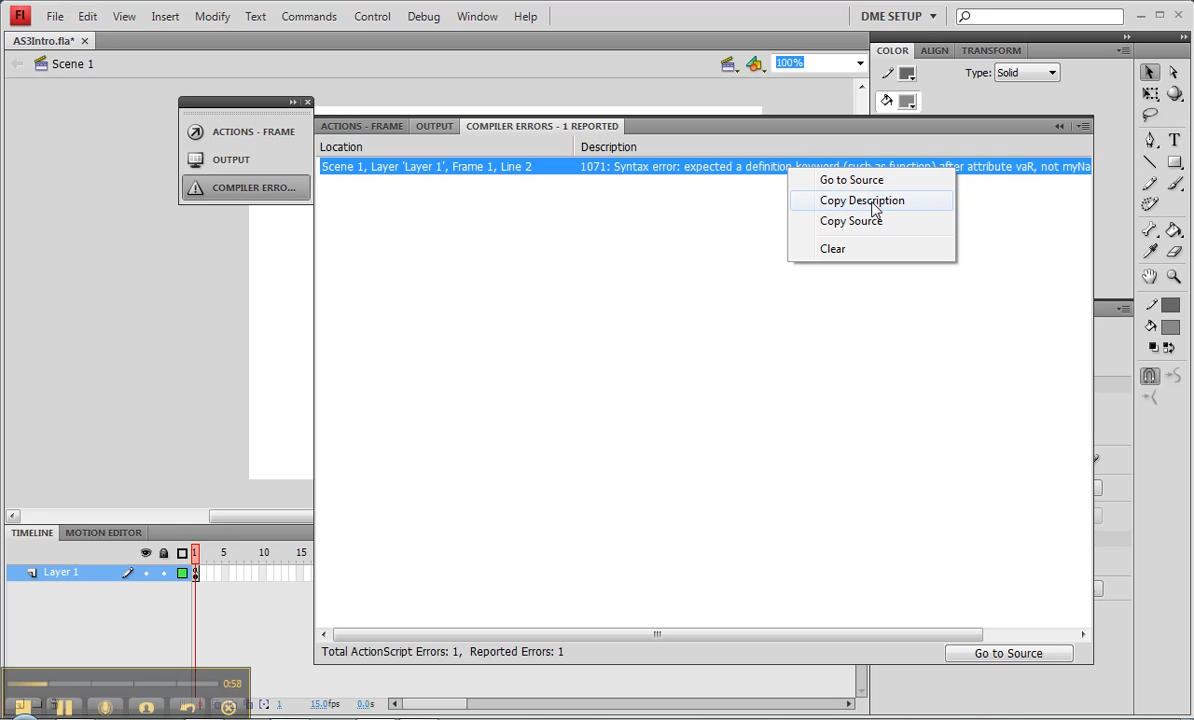 Fl File Edit View Insert Modify Text Commands Control Debug Window Help DME SETUP
AS3Intro.fla*
Scene 1 100%
COLOR ALIGN TRANSFORM
Type: Solid
ACTIONS - FRAME
OUTPUT
COMPILER ERRO...
ACTIONS - FRAME OUTPUT COMPILER ERRORS - 1 REPORTED
Location Description
Scene 1, Layer 'Layer 1', Frame 1, Line 2 1071: Syntax error: expected a definition keyword (such as function) after attribute vaR, not myNa
Go to Source
Copy Description
Copy Source
Clear
TIMELINE MOTION EDITOR
1 5 10 15
Layer 1
Total ActionScript Errors: 1, Reported Errors: 1 Go to Source
0:58
1 15.0fps 0.0s